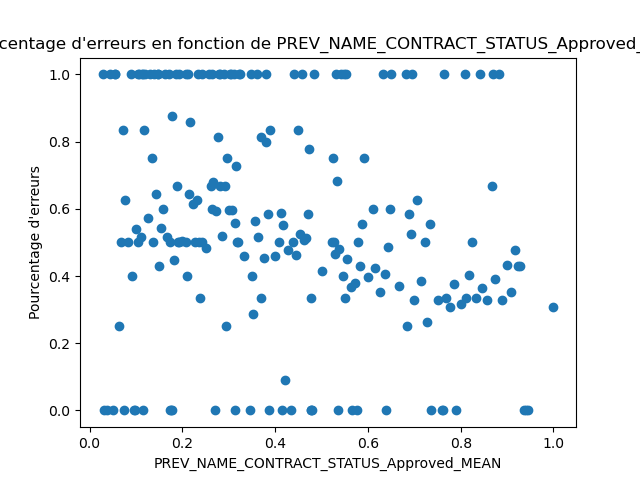 centage d'erreurs en fonction de PREV_NAME_CONTRACT_STATUS_Approved_
1.0
0.8
0.6
0.4
0.2
0.0
Pourcentage d'erreurs
0.0 0.2 0.4 0.6 0.8 1.0
PREV_NAME_CONTRACT_STATUS_Approved_MEAN